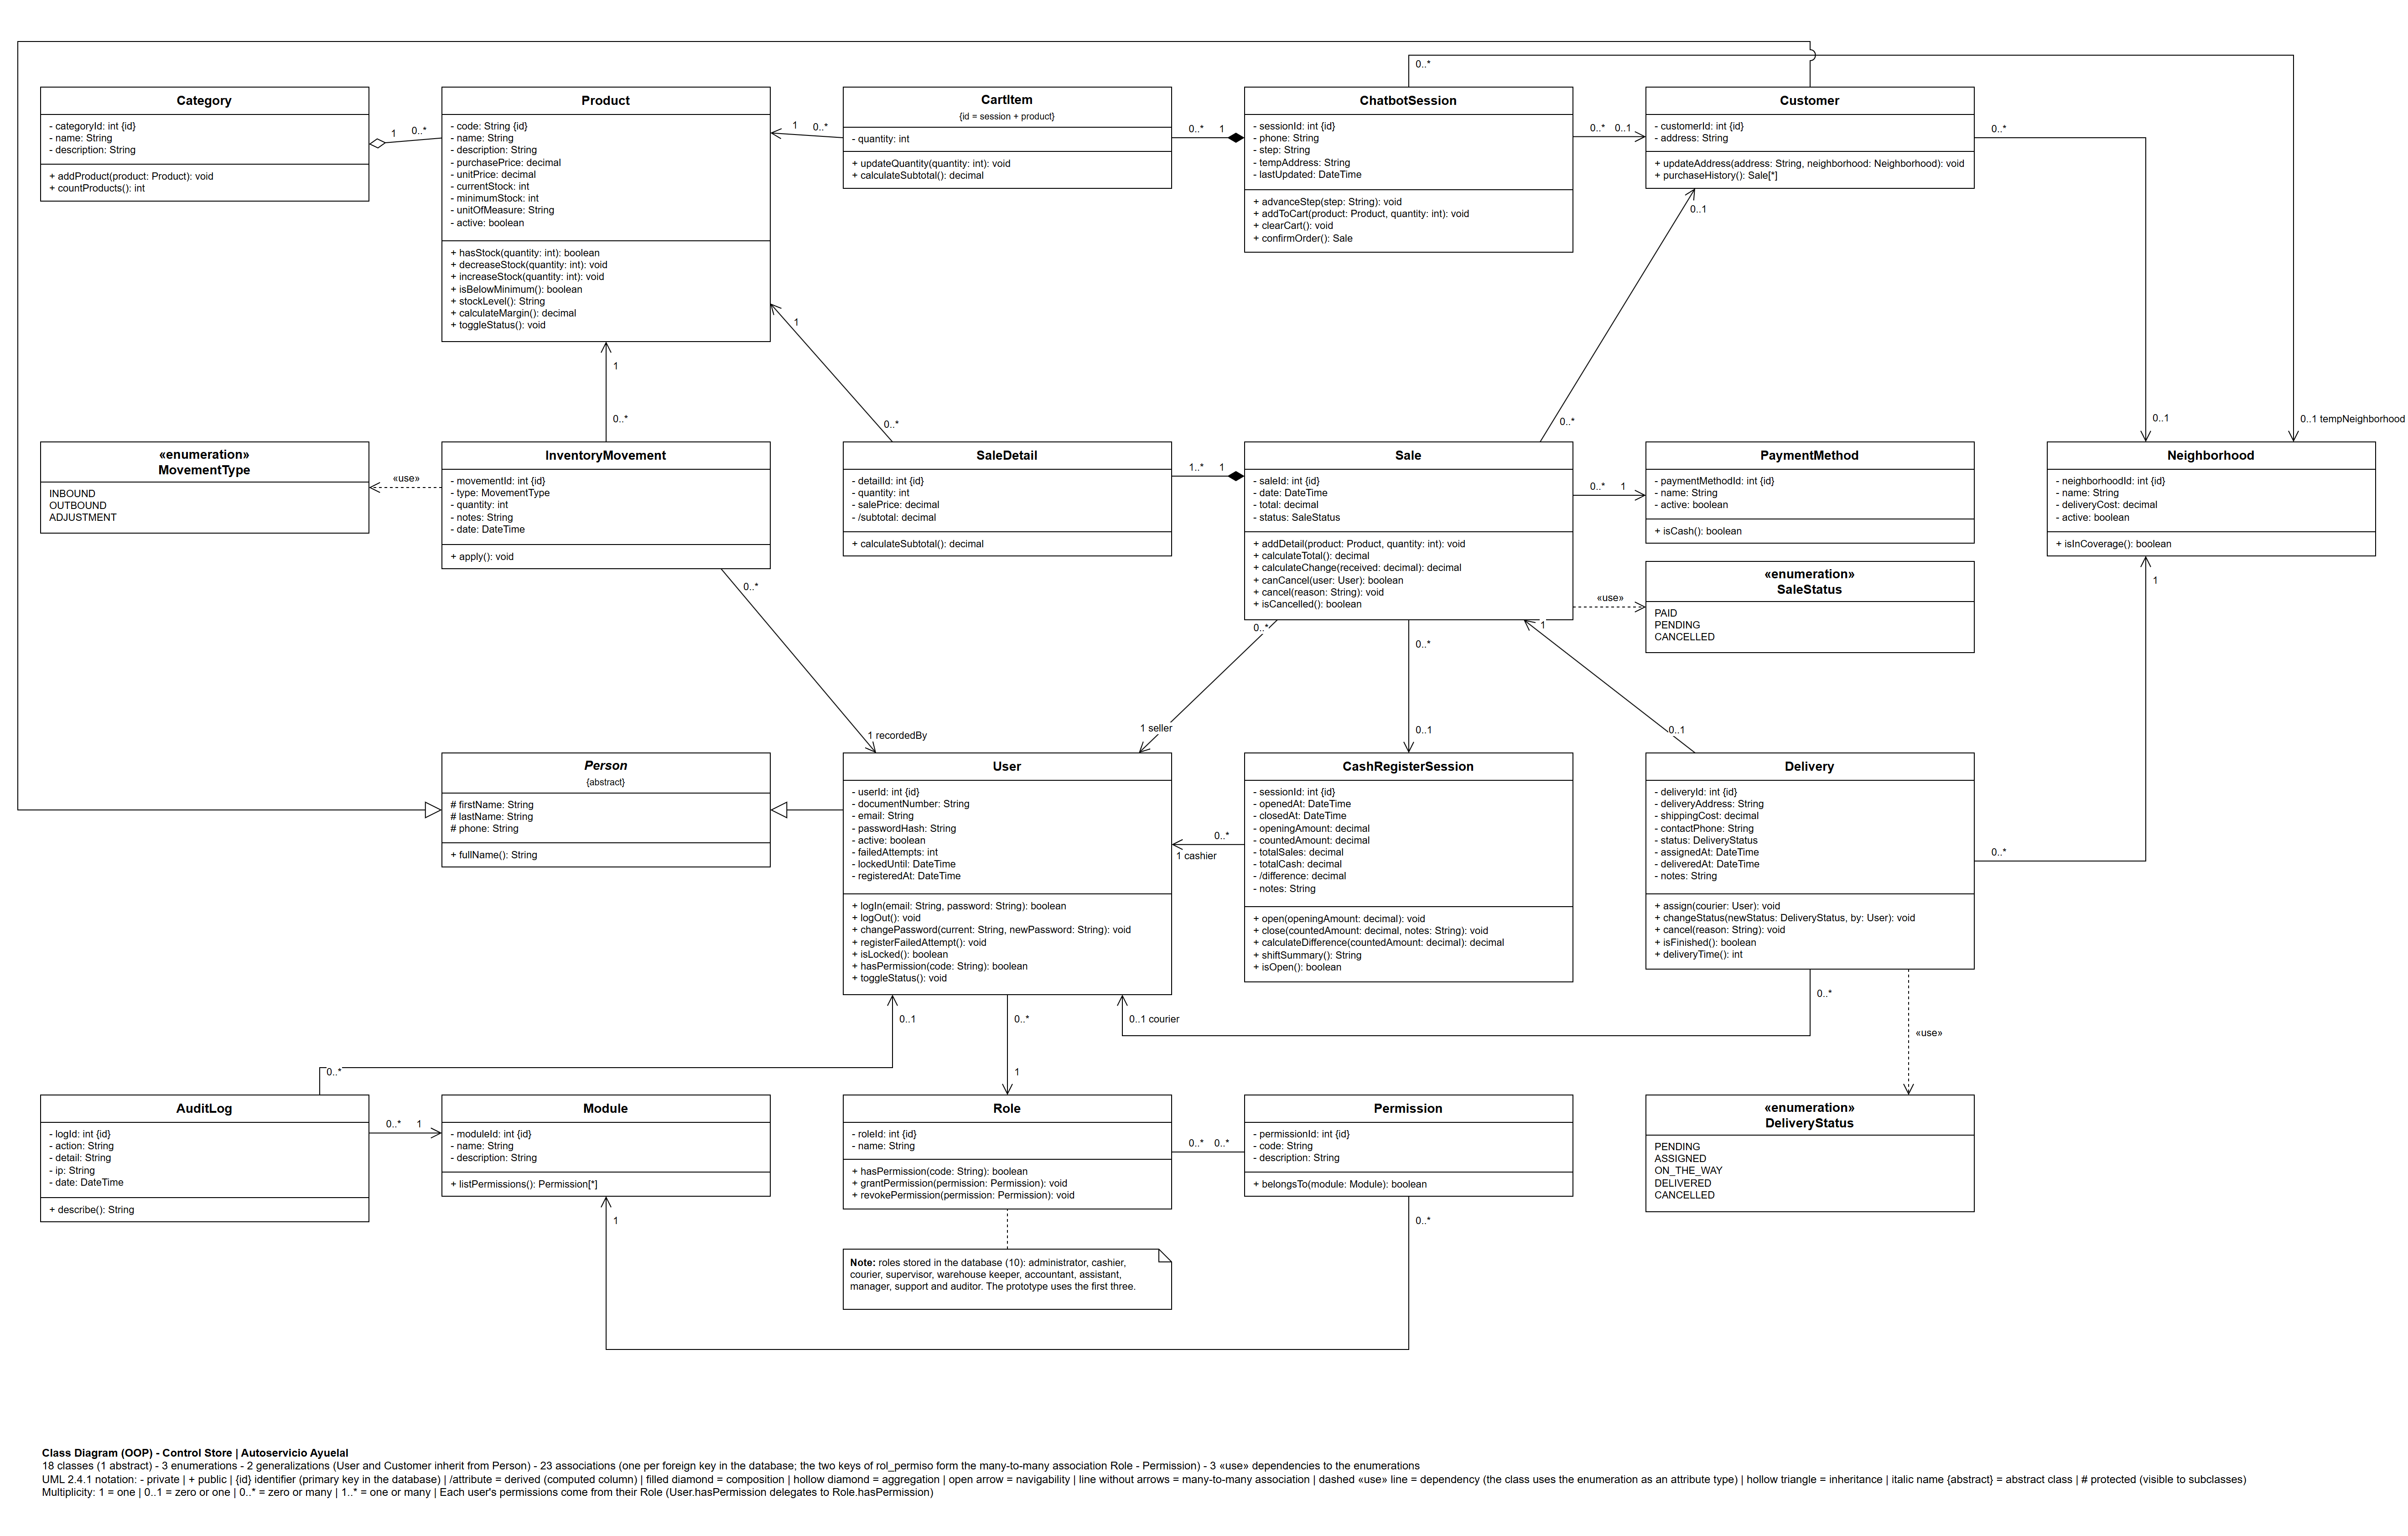 0..*
Category
- categoryId: int {id}
- name: String
- description: String
+ addProduct(product: Product): void
+ countProducts(): int
1
0..*
Product
- code: String {id}
- name: String
- description: String
- purchasePrice: decimal
- unitPrice: decimal
- currentStock: int
- minimumStock: int
- unitOfMeasure: String
- active: boolean
+ hasStock(quantity: int): boolean
+ decreaseStock(quantity: int): void
+ increaseStock(quantity: int): void
+ isBelowMinimum(): boolean
+ stockLevel(): String
+ calculateMargin(): decimal
+ toggleStatus(): void
1
0..*
CartItem
{id = session + product}
- quantity: int
+ updateQuantity(quantity: int): void
+ calculateSubtotal(): decimal
0..*
1
ChatbotSession
- sessionId: int {id}
- phone: String
- step: String
- tempAddress: String
- lastUpdated: DateTime
+ advanceStep(step: String): void
+ addToCart(product: Product, quantity: int): void
+ clearCart(): void
+ confirmOrder(): Sale
0..*
0..1
Customer
- customerId: int {id}
- address: String
+ updateAddress(address: String, neighborhood: Neighborhood): void
+ purchaseHistory(): Sale[*]
0..*
0..1
1
1
0..*
0..*
0..*
0..1
0..1 tempNeighborhood
«enumeration»
MovementType
INBOUND
OUTBOUND
ADJUSTMENT
«use»
InventoryMovement
- movementId: int {id}
- type: MovementType
- quantity: int
- notes: String
- date: DateTime
+ apply(): void
SaleDetail
- detailId: int {id}
- quantity: int
- salePrice: decimal
- /subtotal: decimal
+ calculateSubtotal(): decimal
1..*
1
Sale
- saleId: int {id}
- date: DateTime
- total: decimal
- status: SaleStatus
+ addDetail(product: Product, quantity: int): void
+ calculateTotal(): decimal
+ calculateChange(received: decimal): decimal
+ canCancel(user: User): boolean
+ cancel(reason: String): void
+ isCancelled(): boolean
0..*
1
PaymentMethod
- paymentMethodId: int {id}
- name: String
- active: boolean
+ isCash(): boolean
Neighborhood
- neighborhoodId: int {id}
- name: String
- deliveryCost: decimal
- active: boolean
+ isInCoverage(): boolean
«use»
«enumeration»
SaleStatus
PAID
PENDING
CANCELLED
0..*
0..*
0..*
1
1
1 recordedBy
1 seller
0..1
0..1
Person
{abstract}
# firstName: String
# lastName: String
# phone: String
+ fullName(): String
User
- userId: int {id}
- documentNumber: String
- email: String
- passwordHash: String
- active: boolean
- failedAttempts: int
- lockedUntil: DateTime
- registeredAt: DateTime
+ logIn(email: String, password: String): boolean
+ logOut(): void
+ changePassword(current: String, newPassword: String): void
+ registerFailedAttempt(): void
+ isLocked(): boolean
+ hasPermission(code: String): boolean
+ toggleStatus(): void
0..*
1 cashier
CashRegisterSession
- sessionId: int {id}
- openedAt: DateTime
- closedAt: DateTime
- openingAmount: decimal
- countedAmount: decimal
- totalSales: decimal
- totalCash: decimal
- /difference: decimal
- notes: String
+ open(openingAmount: decimal): void
+ close(countedAmount: decimal, notes: String): void
+ calculateDifference(countedAmount: decimal): decimal
+ shiftSummary(): String
+ isOpen(): boolean
Delivery
- deliveryId: int {id}
- deliveryAddress: String
- shippingCost: decimal
- contactPhone: String
- status: DeliveryStatus
- assignedAt: DateTime
- deliveredAt: DateTime
- notes: String
+ assign(courier: User): void
+ changeStatus(newStatus: DeliveryStatus, by: User): void
+ cancel(reason: String): void
+ isFinished(): boolean
+ deliveryTime(): int
0..*
0..1
0..*
0..1 courier
0..*
«use»
0..*
1
AuditLog
- logId: int {id}
- action: String
- detail: String
- ip: String
- date: DateTime
+ describe(): String
0..*
1
Module
- moduleId: int {id}
- name: String
- description: String
+ listPermissions(): Permission[*]
Role
- roleId: int {id}
- name: String
+ hasPermission(code: String): boolean
+ grantPermission(permission: Permission): void
+ revokePermission(permission: Permission): void
0..*
0..*
Permission
- permissionId: int {id}
- code: String
- description: String
+ belongsTo(module: Module): boolean
«enumeration»
DeliveryStatus
PENDING
ASSIGNED
ON_THE_WAY
DELIVERED
CANCELLED
1
0..*
Note: roles stored in the database (10): administrator, cashier,
courier, supervisor, warehouse keeper, accountant, assistant,
manager, support and auditor. The prototype uses the first three.
Class Diagram (OOP) - Control Store | Autoservicio Ayuelal
18 classes (1 abstract) - 3 enumerations - 2 generalizations (User and Customer inherit from Person) - 23 associations (one per foreign key in the database; the two keys of rol_permiso form the many-to-many association Role - Permission) - 3 «use» dependencies to the enumerations
UML 2.4.1 notation: - private | + public | {id} identifier (primary key in the database) | /attribute = derived (computed column) | filled diamond = composition | hollow diamond = aggregation | open arrow = navigability | line without arrows = many-to-many association | dashed «use» line = dependency (the class uses the enumeration as an attribute type) | hollow triangle = inheritance | italic name {abstract} = abstract class | # protected (visible to subclasses)
Multiplicity: 1 = one | 0..1 = zero or one | 0..* = zero or many | 1..* = one or many | Each user's permissions come from their Role (User.hasPermission delegates to Role.hasPermission)